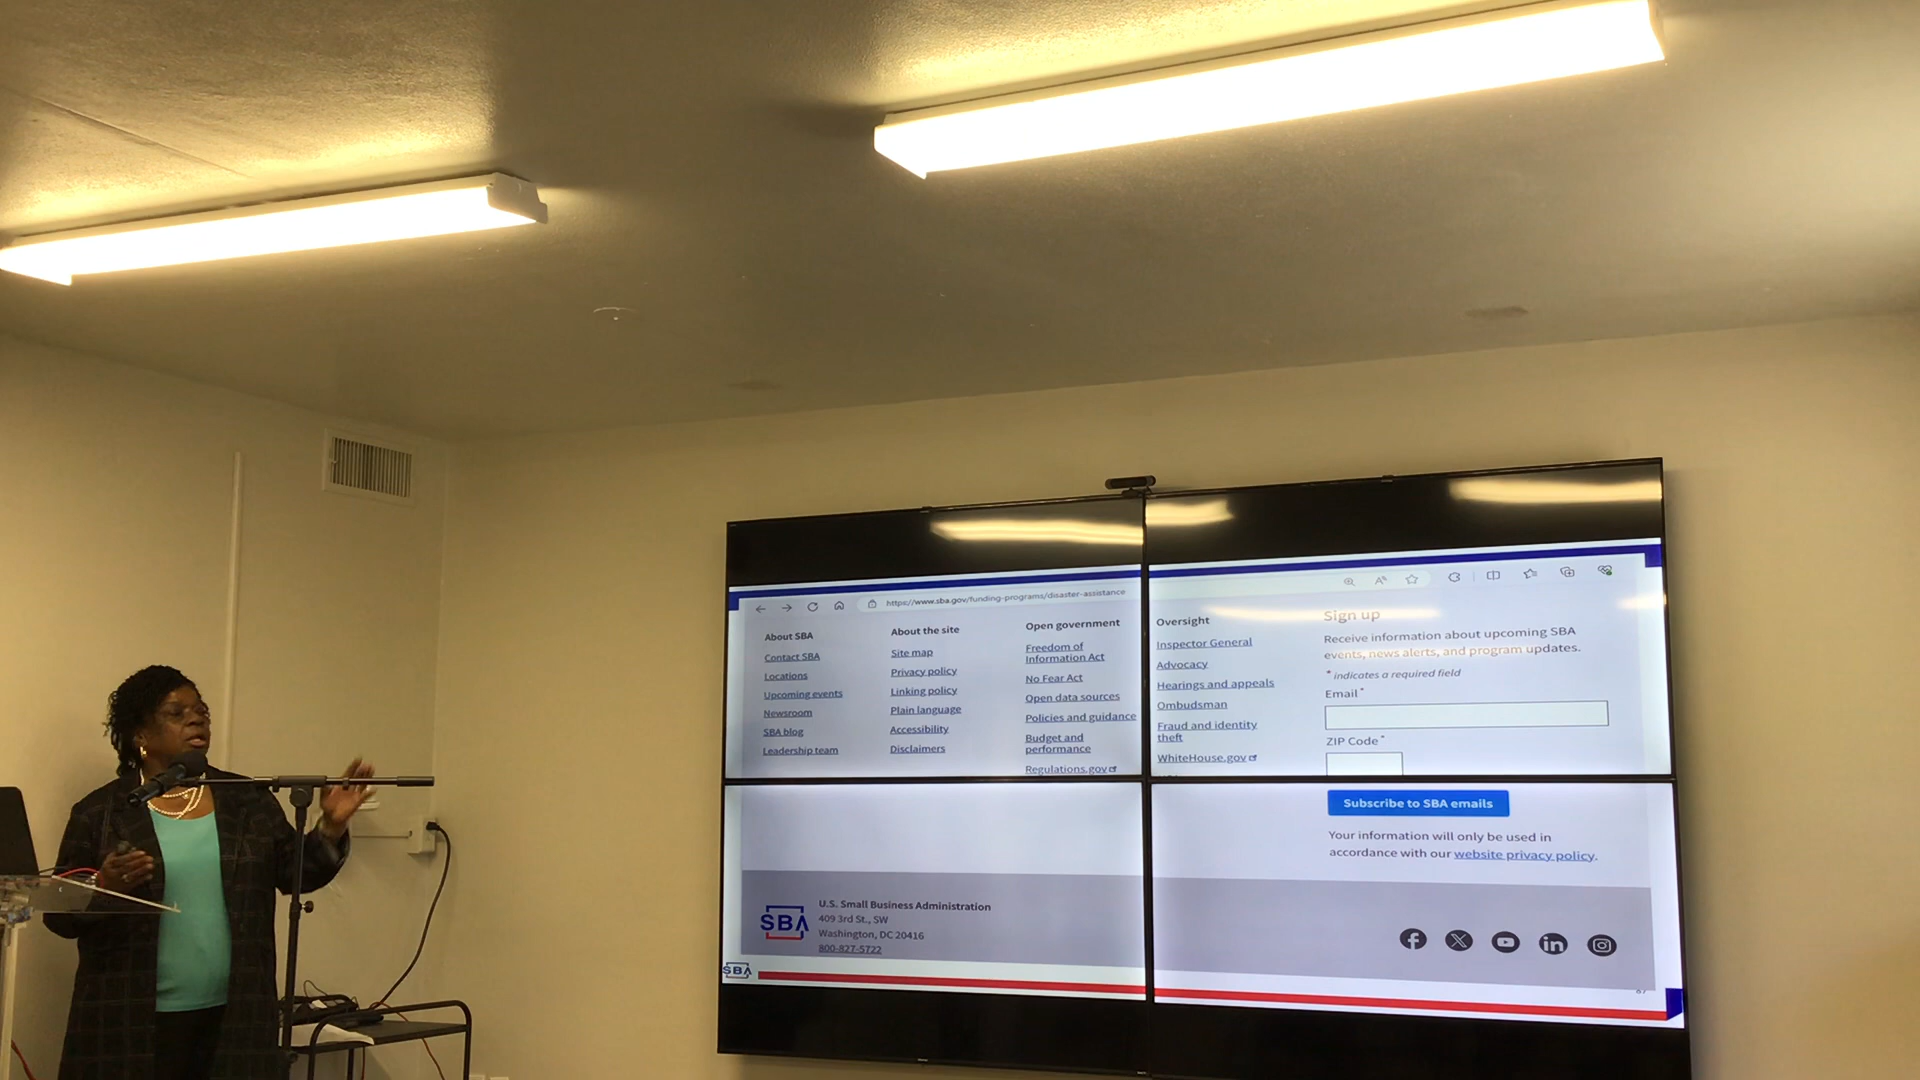 https://www.sba.gov/funding-programs/disaster-assistance
About SBA
Contact SBA
Locations
Upcoming events
Newsroom
SBA blog
Leadership team
About the site
Site map
Privacy policy
Linking policy
Plain language
Accessibility
Disclaimers
Open government
Freedom of
Information Act
No Fear Act
Open data sources
Policies and guidance
Budget and
performance
Regulations.gov
Oversight
Inspector General
Advocacy
Hearings and appeals
Ombudsman
Fraud and identity
theft
WhiteHouse.gov
Sign up
Receive information about upcoming SBA
events, news alerts, and program updates.
* indicates a required field
Email *
ZIP Code *
Subscribe to SBA emails
Your information will only be used in
accordance with our website privacy policy.
SBA
U.S. Small Business Administration
409 3rd St., SW
Washington, DC 20416
800-827-5722
SBA